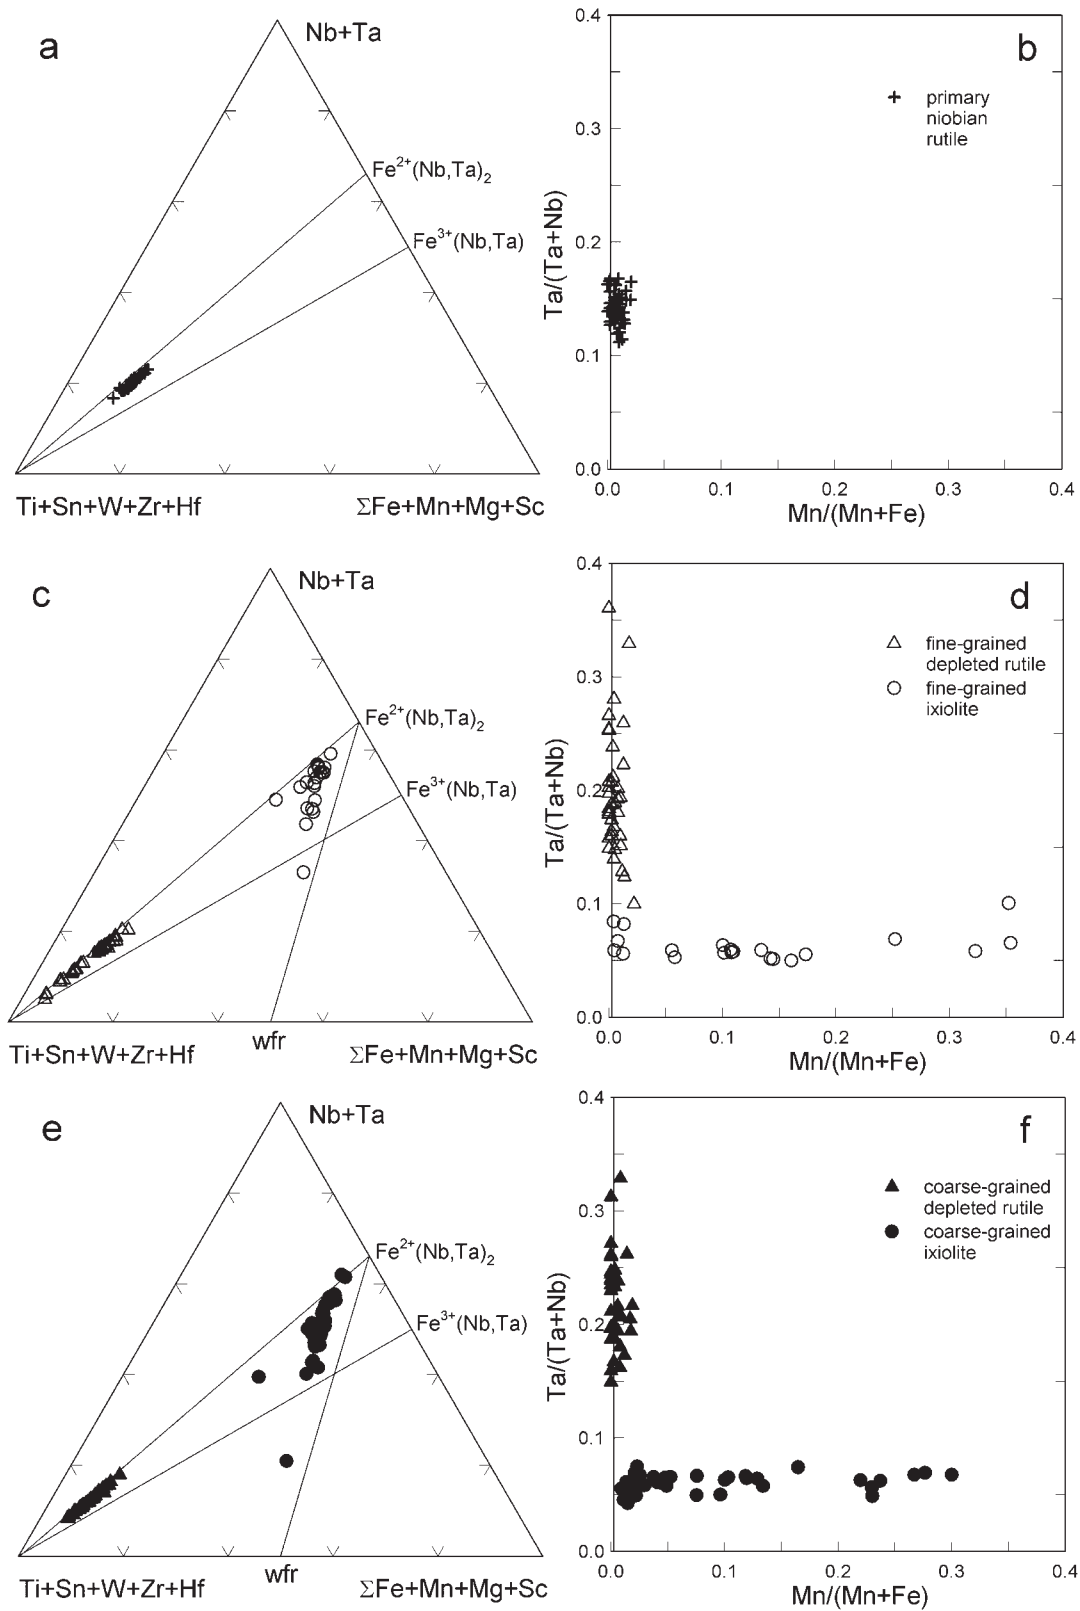 a
Nb+Ta
Fe²⁺(Nb,Ta)₂
Fe³⁺(Nb,Ta)
Ti+Sn+W+Zr+Hf
ΣFe+Mn+Mg+Sc
b
0.4
0.3
0.2
0.1
0.0
Ta/(Ta+Nb)
primary
niobian
rutile
0.0 0.1 0.2 0.3 0.4
Mn/(Mn+Fe)
c
Nb+Ta
Fe²⁺(Nb,Ta)₂
Fe³⁺(Nb,Ta)
wfr
Ti+Sn+W+Zr+Hf
ΣFe+Mn+Mg+Sc
d
0.4
0.3
0.2
0.1
0.0
Ta/(Ta+Nb)
fine-grained
depleted rutile
fine-grained
ixiolite
0.0 0.1 0.2 0.3 0.4
Mn/(Mn+Fe)
e
Nb+Ta
Fe²⁺(Nb,Ta)₂
Fe³⁺(Nb,Ta)
wfr
Ti+Sn+W+Zr+Hf
ΣFe+Mn+Mg+Sc
f
0.4
0.3
0.2
0.1
0.0
Ta/(Ta+Nb)
coarse-grained
depleted rutile
coarse-grained
ixiolite
0.0 0.1 0.2 0.3 0.4
Mn/(Mn+Fe)